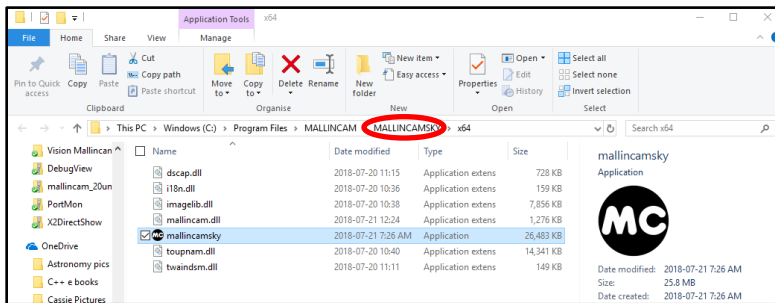 Application Tools x64
File Home Share View Manage
Pin to Quick access
Copy
Paste
Cut
Copy path
Paste shortcut
Clipboard
Move to
Copy to
Delete
Rename
Organise
New folder
New item
Easy access
New
Properties
Open
Edit
History
Open
Select all
Select none
Invert selection
Select
This PC > Windows (C:) > Program Files > MALLINCAM > MALLINCAMSKY > x64
Search x64
Vision Mallincan
DebugView
mallincam_20un
PortMon
X2DirectShow
OneDrive
Astronomy pics
C++ e books
Cassie Pictures
Name Date modified Type Size
dscap.dll 2018-07-20 11:15 Application extens 728 KB
i18n.dll 2018-07-20 10:36 Application extens 159 KB
imagelib.dll 2018-07-20 10:38 Application extens 7,856 KB
mallincam.dll 2018-07-21 12:24 Application extens 1,276 KB
mallincamsky 2018-07-21 7:26 AM Application 26,483 KB
toupnam.dll 2018-07-20 10:40 Application extens 14,341 KB
twaindsm.dll 2018-07-20 11:11 Application extens 149 KB
mallincamsky
Application
MC
Date modified: 2018-07-21 7:26 AM
Size: 25.8 MB
Date created: 2018-07-21 7:26 AM